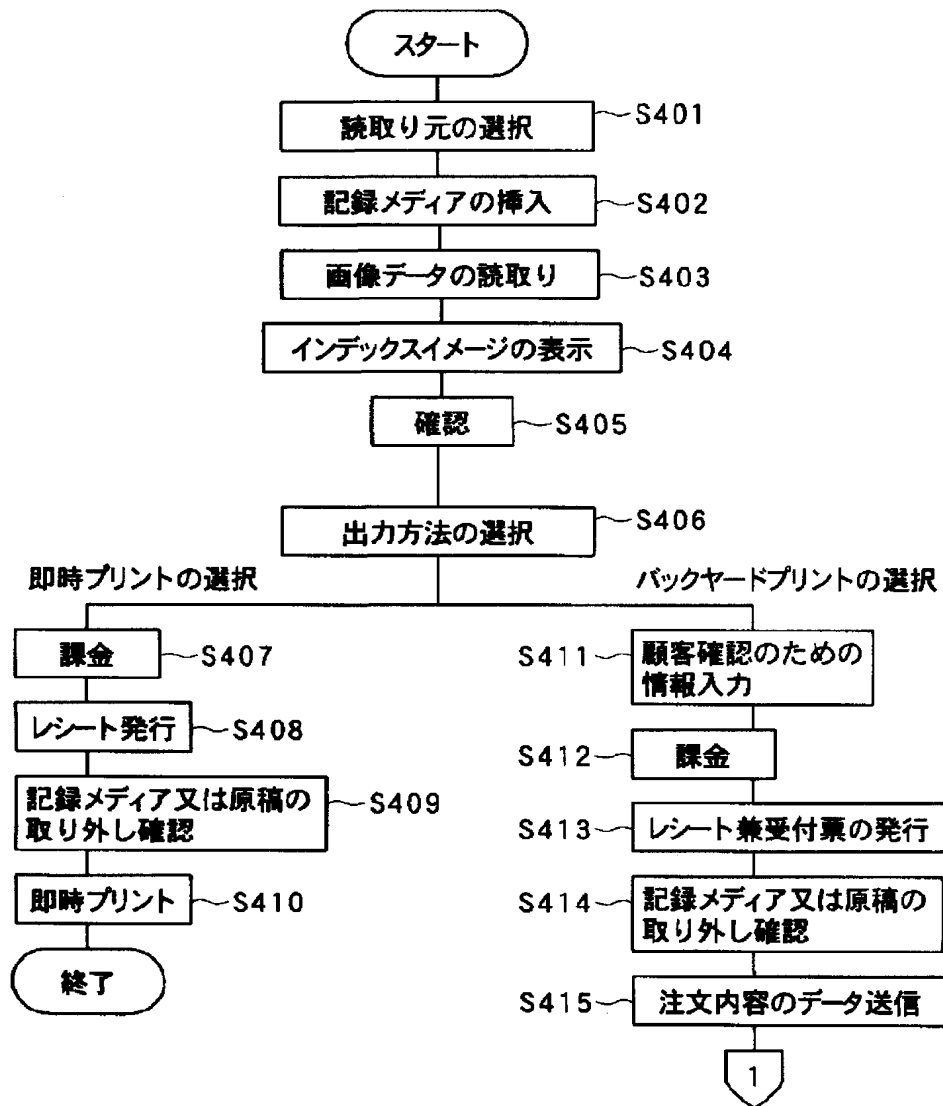 スタート
読取り元の選択
S401
記録メディアの挿入
S402
画像データの読取り
S403
インデックスイメージの表示
S404
確認
S405
出力方法の選択
S406
即時プリントの選択
課金
S407
レシート発行
S408
記録メディア又は原稿の
取り外し確認
S409
即時プリント
S410
終了
バックヤードプリントの選択
S411
顧客確認のための
情報入力
S412
課金
S413
レシート兼受付票の発行
S414
記録メディア又は原稿の
取り外し確認
S415
注文内容のデータ送信
1